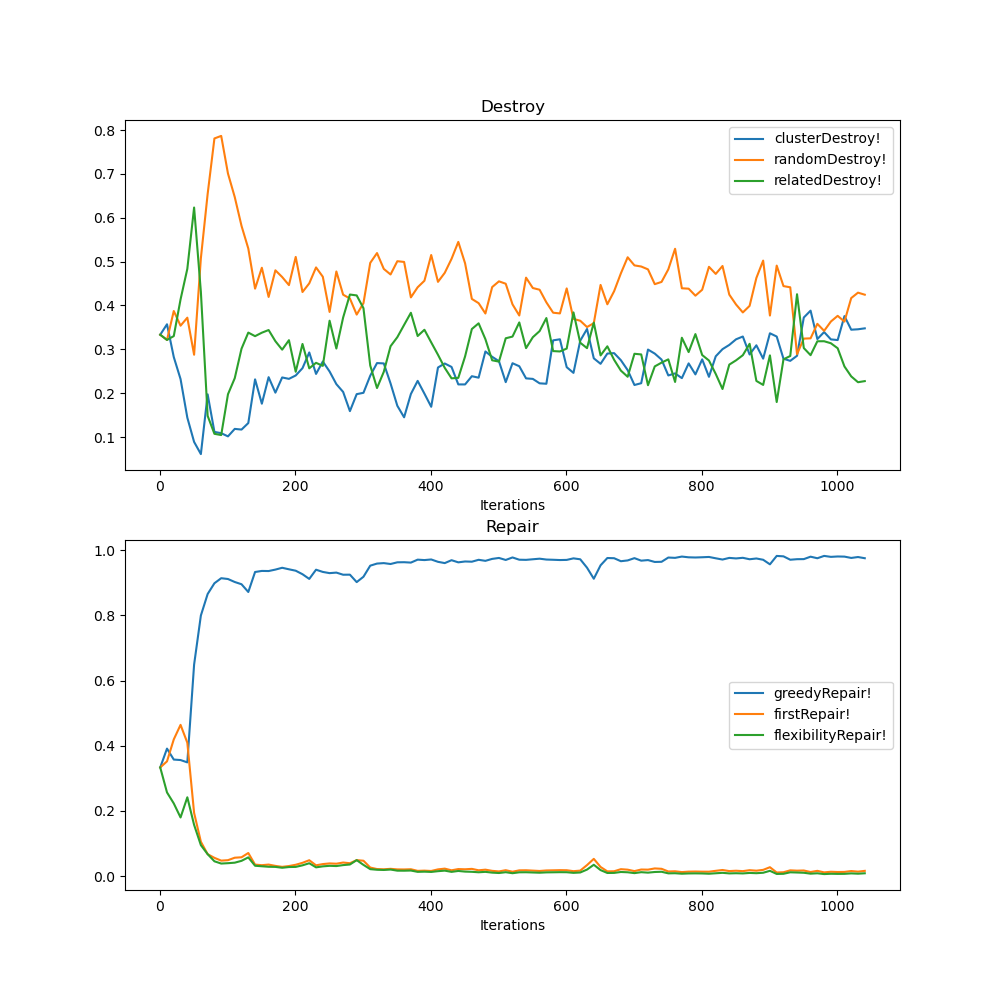 Destroy
0.8
0.7
0.6
0.5
0.4
0.3
0.2
0.1
clusterDestroy!
randomDestroy!
relatedDestroy!
0 200 400 600 800 1000
Iterations
Repair
1.0
0.8
0.6
0.4
0.2
0.0
greedyRepair!
firstRepair!
flexibilityRepair!
0 200 400 600 800 1000
Iterations